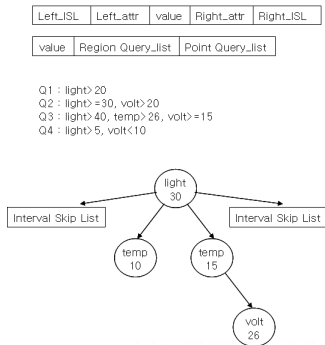 Left_ISL Left_attr value Right_attr Right_ISL
value Region Query_list Point Query_list
Q1 : light>20
Q2 : light>=30, volt>20
Q3 : light>40, temp>26, volt>=15
Q4 : light>5, volt<10
light
30
Interval Skip List Interval Skip List
temp
10
temp
15
volt
26